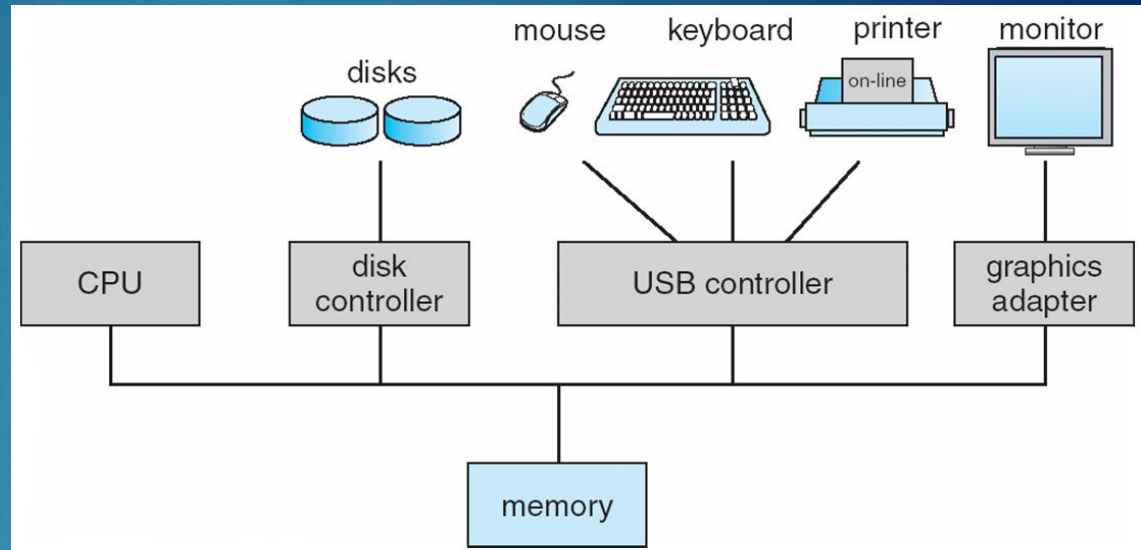 mouse
keyboard
printer
monitor
disks
on-line
CPU
disk
controller
USB controller
graphics
adapter
memory